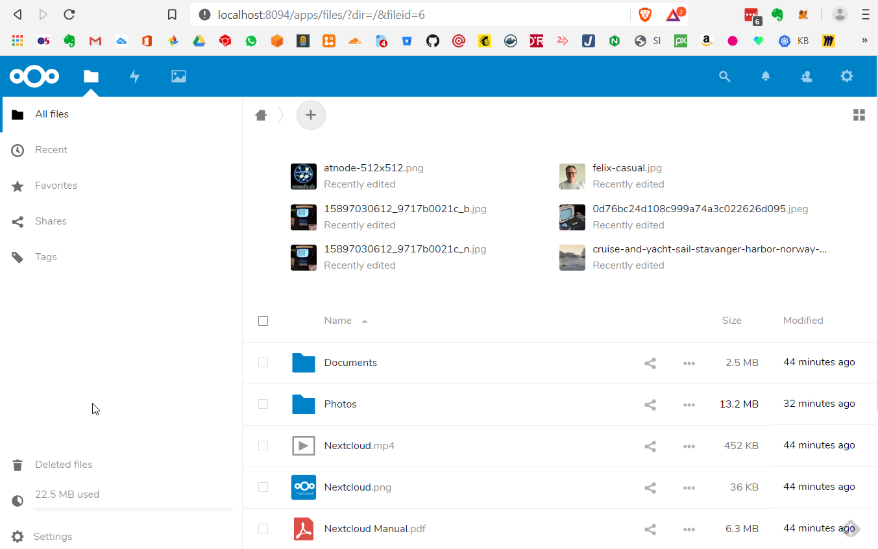 localhost:8094/apps/files/?dir=/&fileid=6
2
6
SI
KB
»
All files
Recent
Favorites
Shares
Tags
Deleted files
22.5 MB used
Settings
atnode-512x512.png
Recently edited
felix-casual.jpg
Recently edited
15897030612_9717b0021c_b.jpg
Recently edited
0d76bc24d108c999a74a3c022626d095.jpeg
Recently edited
15897030612_9717b0021c_n.jpg
Recently edited
cruise-and-yacht-sail-stavanger-harbor-norway-...
Recently edited
Name Size Modified
Documents 2.5 MB 44 minutes ago
Photos 13.2 MB 32 minutes ago
Nextcloud.mp4 452 KB 44 minutes ago
Nextcloud.png 36 KB 44 minutes ago
Nextcloud Manual.pdf 6.3 MB 44 minutes ago